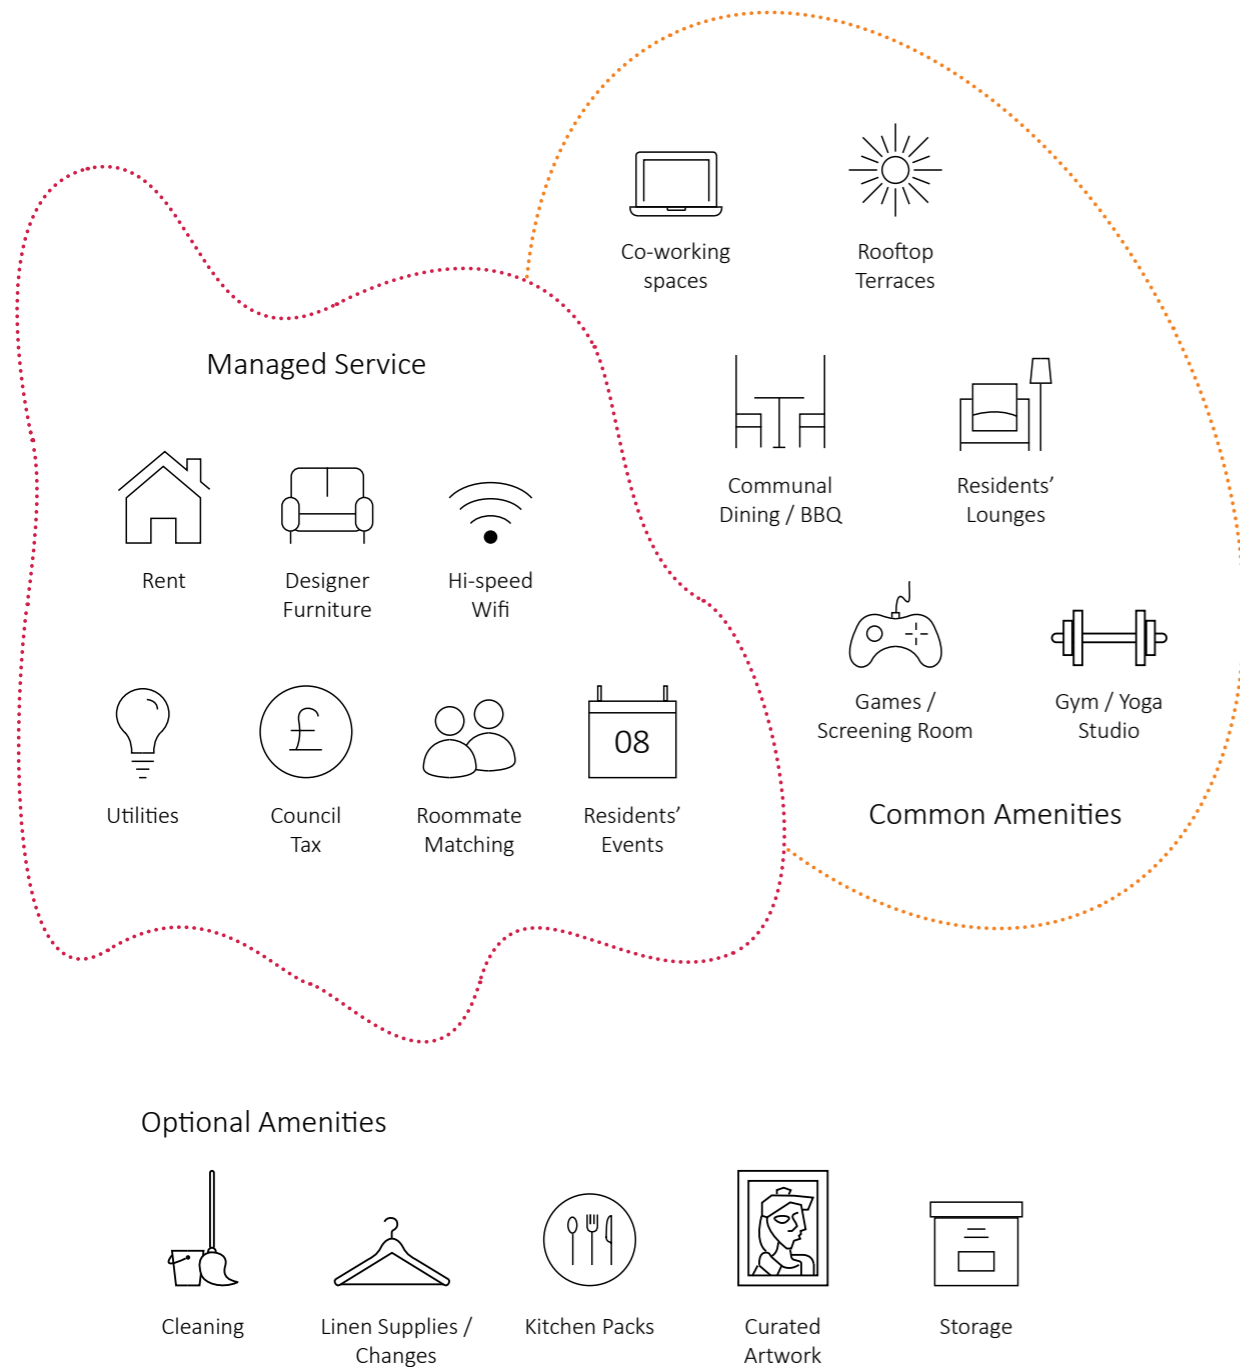 Co-working
spaces
Rooftop
Terraces
Managed Service
Communal
Dining / BBQ
Residents’
Lounges
Rent
Designer
Furniture
Hi-speed
Wifi
Games /
Screening Room
Gym / Yoga
Studio
£
08
Utilities
Council
Tax
Roommate
Matching
Residents’
Events
Common Amenities
Optional Amenities
Cleaning
Linen Supplies /
Changes
Kitchen Packs
Curated
Artwork
Storage